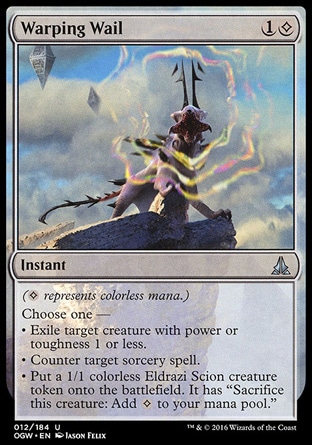 Warping Wail 1
Instant
( represents colorless mana.)
Choose one —
• Exile target creature with power or
toughness 1 or less.
• Counter target sorcery spell.
• Put a 1/1 colorless Eldrazi Scion creature
token onto the battlefield. It has “Sacrifice
this creature: Add to your mana pool.”
012/184 U
OGW • EN Jason Felix
™ & © 2016 Wizards of the Coast